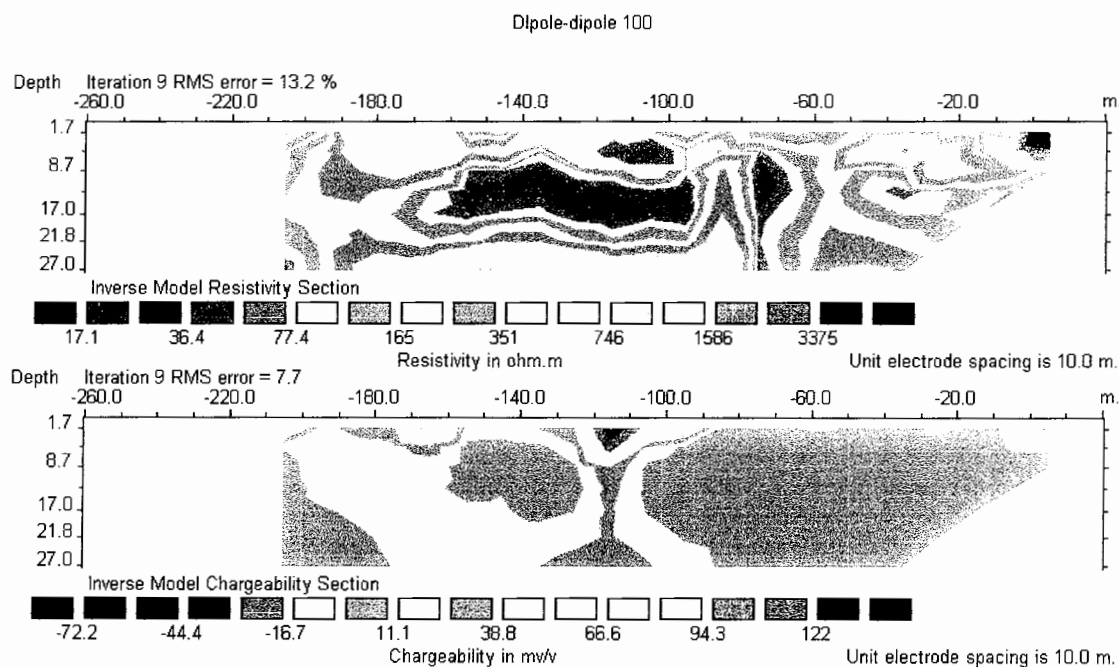 DIpole-dipole 100
Depth Iteration 9 RMS error = 13.2 %
-260.0 -220.0 -180.0 -140.0 -100.0 -60.0 -20.0 m.
1.7
8.7
17.0
21.8
27.0
Inverse Model Resistivity Section
17.1 36.4 77.4 165 351 746 1586 3375
Resistivity in ohm.m Unit electrode spacing is 10.0 m.
Depth Iteration 9 RMS error = 7.7
-260.0 -220.0 -180.0 -140.0 -100.0 -60.0 -20.0 m.
1.7
8.7
17.0
21.8
27.0
Inverse Model Chargeability Section
-72.2 -44.4 -16.7 11.1 38.8 66.6 94.3 122
Chargeability in mv/v Unit electrode spacing is 10.0 m.